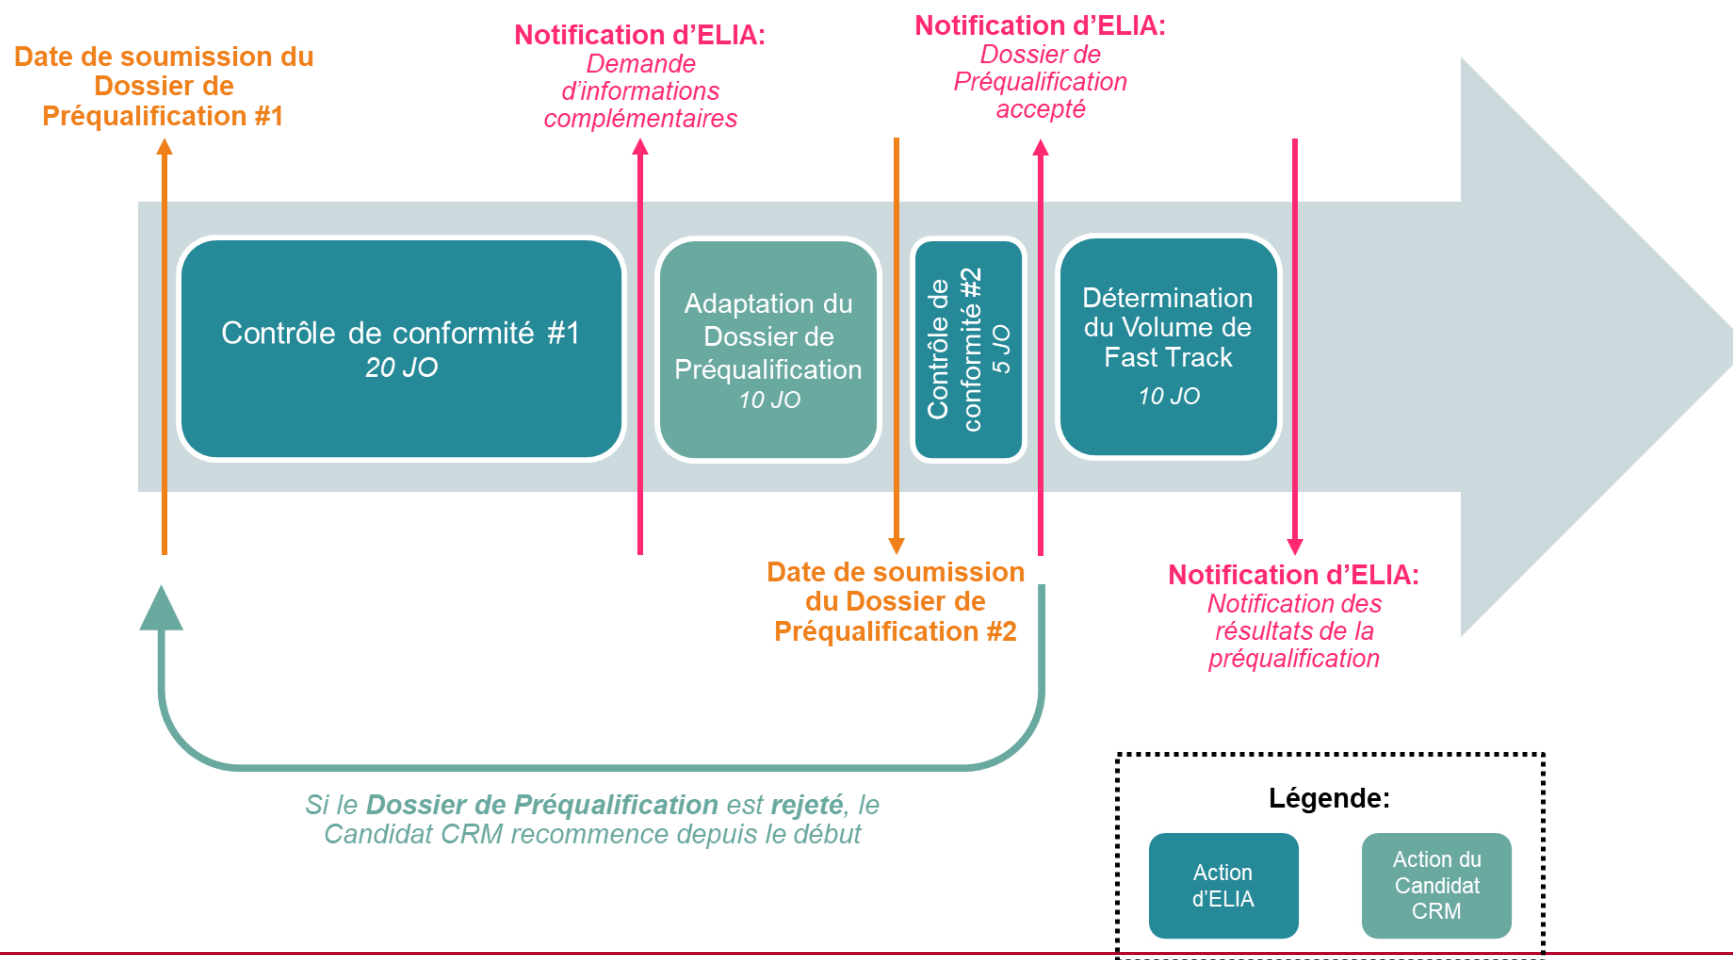 Date de soumission du
Dossier de
Préqualification #1
Notification d’ELIA:
Demande
d’informations
complémentaires
Notification d’ELIA:
Dossier de
Préqualification
accepté
Contrôle de conformité #1
20 JO
Adaptation du
Dossier de
Préqualification
10 JO
Contrôle de
conformité #2
5 JO
Détermination
du Volume de
Fast Track
10 JO
Date de soumission
du Dossier de
Préqualification #2
Notification d’ELIA:
Notification des
résultats de la
préqualification
Si le Dossier de Préqualification est rejeté, le
Candidat CRM recommence depuis le début
Légende:
Action
d’ELIA
Action du
Candidat
CRM